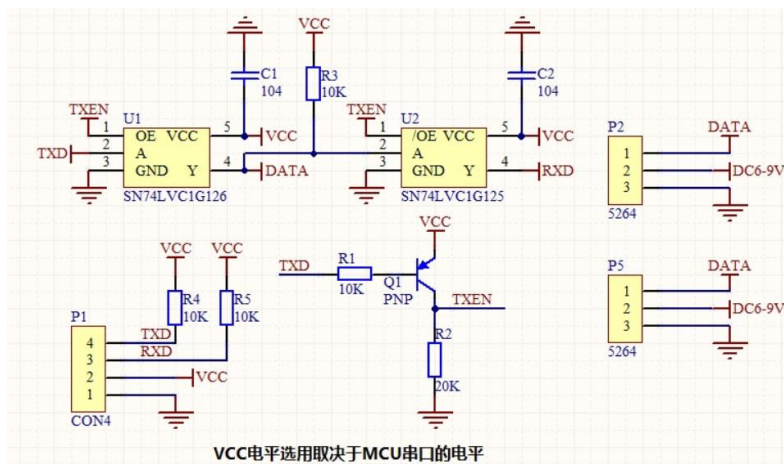 VCC
C1
104
R3
10K
C2
104
TXEN
U1
1 OE VCC 5 VCC
TXD 2 A
3 GND Y 4 DATA
SN74LVC1G126
TXEN
U2
1 /OE VCC 5 VCC
2 A
3 GND Y 4 RXD
SN74LVC1G125
P2
DATA
1
2 DC6-9V
3
5264
VCC VCC
R4 R5
10K 10K
P1
4 TXD
3 RXD
2 VCC
1
CON4
VCC
TXD R1
10K
Q1
PNP
TXEN
R2
20K
P5
DATA
1
2 DC6-9V
3
5264
VCC电平选用取决于MCU串口的电平